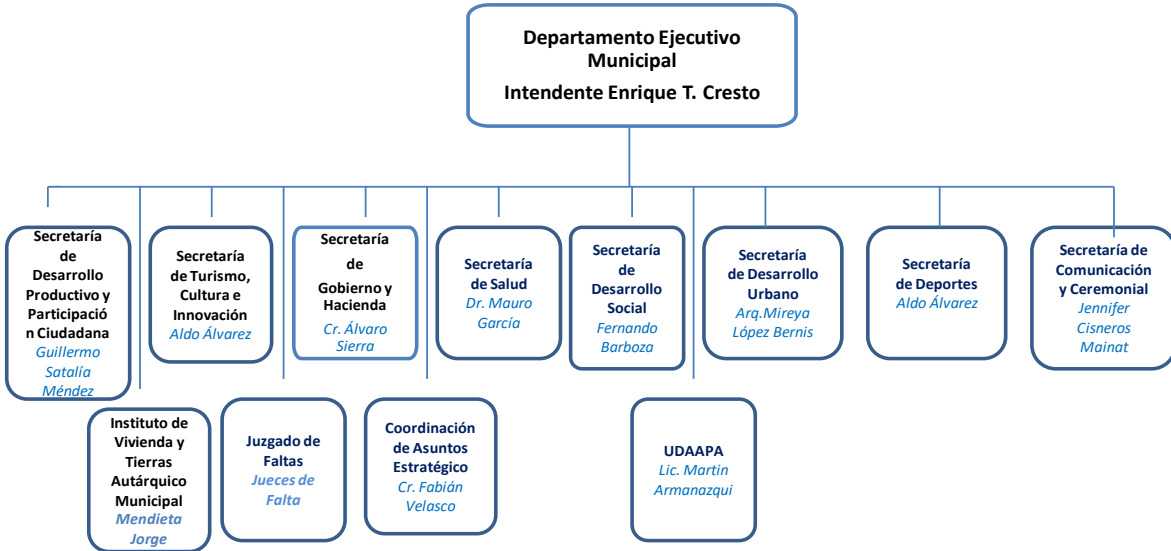 Departamento Ejecutivo
Municipal
Intendente Enrique T. Cresto
Secretaría
de
Desarrollo
Productivo y
Participació
n Ciudadana
Guillermo
Satalía
Méndez
Secretaría
de Turismo,
Cultura e
Innovación
Aldo Álvarez
Secretaría
de
Gobierno y
Hacienda
Cr. Álvaro
Sierra
Secretaría
de Salud
Dr. Mauro
García
Secretaría
de
Desarrollo
Social
Fernando
Barboza
Secretaría
de Desarrollo
Urbano
Arq.Mireya
López Bernis
Secretaría
de Deportes
Aldo Álvarez
Secretaría de
Comunicación
y Ceremonial
Jennifer
Cisneros
Mainat
Instituto de
Vivienda y
Tierras
Autárquico
Municipal
Mendieta
Jorge
Juzgado de
Faltas
Jueces de
Falta
Coordinación
de Asuntos
Estratégico
Cr. Fabián
Velasco
UDAAPA
Lic. Martin
Armanazqui